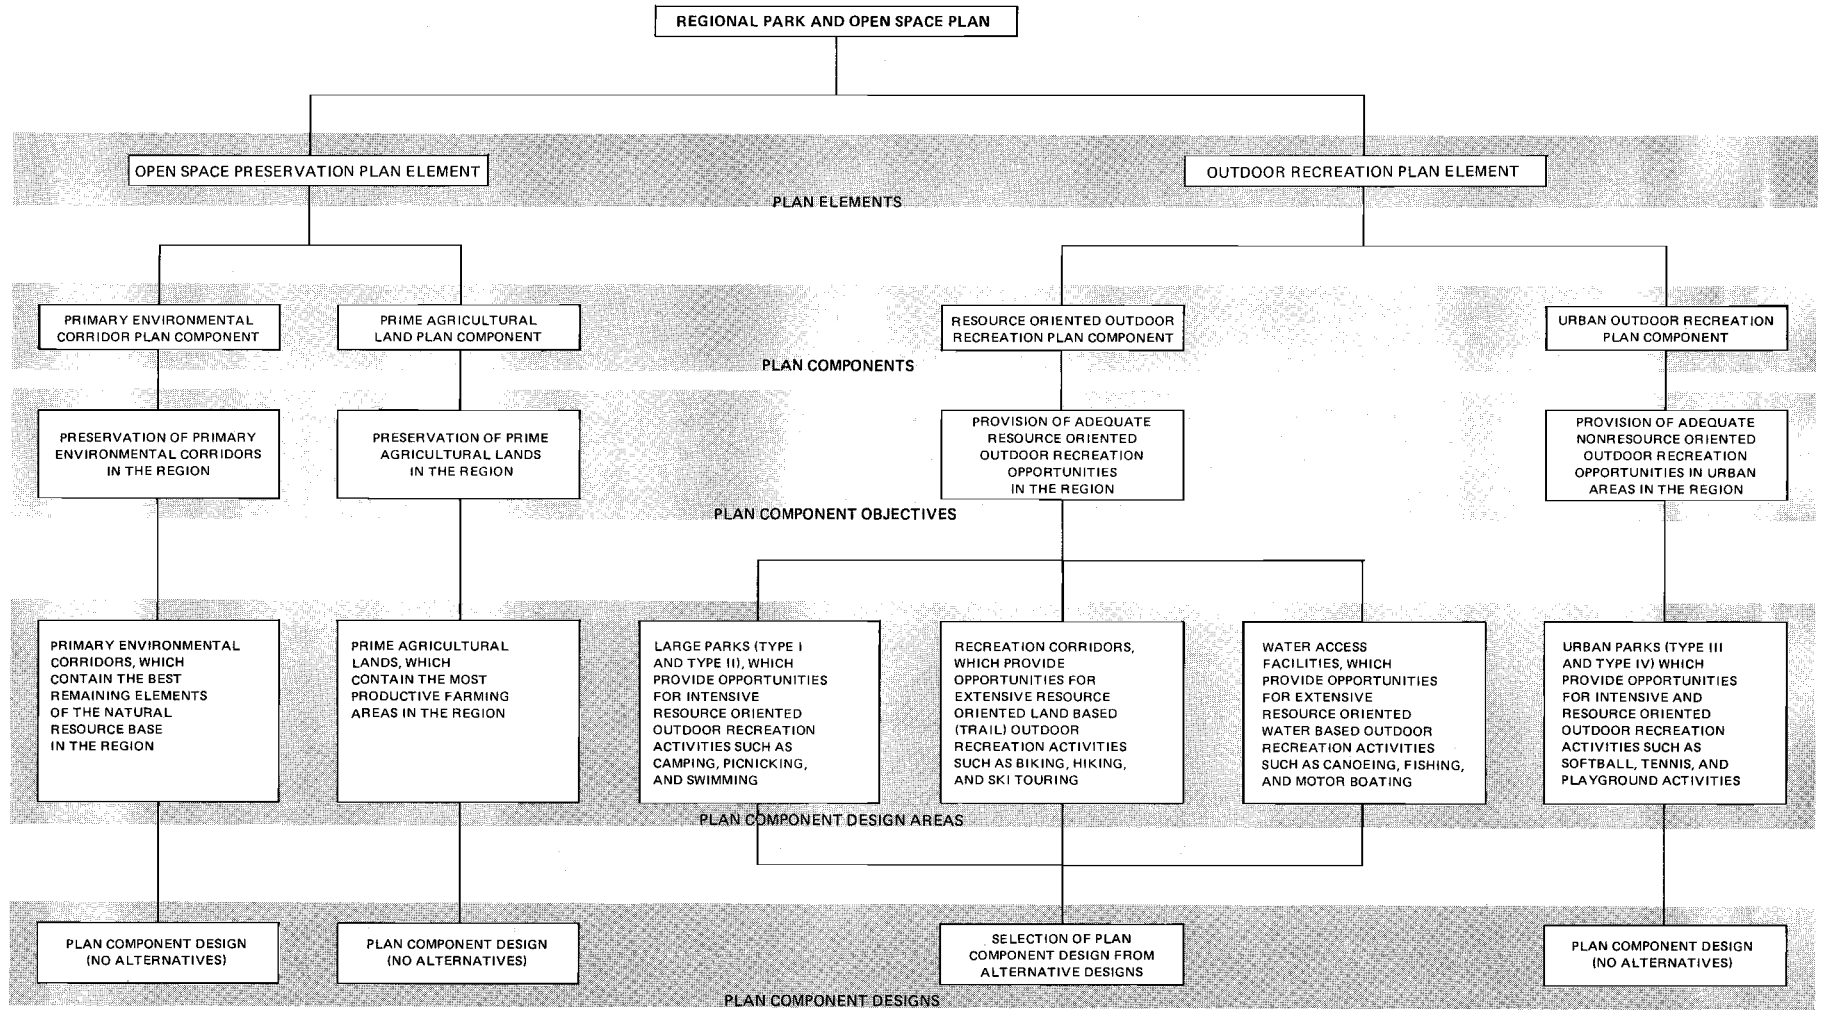 REGIONAL PARK AND OPEN SPACE PLAN
OPEN SPACE PRESERVATION PLAN ELEMENT
OUTDOOR RECREATION PLAN ELEMENT
PLAN ELEMENTS
PRIMARY ENVIRONMENTAL
CORRIDOR PLAN COMPONENT
PRIME AGRICULTURAL
LAND PLAN COMPONENT
RESOURCE ORIENTED OUTDOOR
RECREATION PLAN COMPONENT
URBAN OUTDOOR RECREATION
PLAN COMPONENT
PLAN COMPONENTS
PRESERVATION OF PRIMARY
ENVIRONMENTAL CORRIDORS
IN THE REGION
PRESERVATION OF PRIME
AGRICULTURAL LANDS
IN THE REGION
PROVISION OF ADEQUATE
RESOURCE ORIENTED
OUTDOOR RECREATION
OPPORTUNITIES
IN THE REGION
PROVISION OF ADEQUATE
NONRESOURCE ORIENTED
OUTDOOR RECREATION
OPPORTUNITIES IN URBAN
AREAS IN THE REGION
PLAN COMPONENT OBJECTIVES
PRIMARY ENVIRONMENTAL
CORRIDORS, WHICH
CONTAIN THE BEST
REMAINING ELEMENTS
OF THE NATURAL
RESOURCE BASE
IN THE REGION
PRIME AGRICULTURAL
LANDS, WHICH
CONTAIN THE MOST
PRODUCTIVE FARMING
AREAS IN THE REGION
LARGE PARKS (TYPE I
AND TYPE II), WHICH
PROVIDE OPPORTUNITIES
FOR INTENSIVE
RESOURCE ORIENTED
OUTDOOR RECREATION
ACTIVITIES SUCH AS
CAMPING, PICNICKING,
AND SWIMMING
RECREATION CORRIDORS,
WHICH PROVIDE
OPPORTUNITIES FOR
EXTENSIVE RESOURCE
ORIENTED LAND BASED
(TRAIL) OUTDOOR
RECREATION ACTIVITIES
SUCH AS BIKING, HIKING,
AND SKI TOURING
WATER ACCESS
FACILITIES, WHICH
PROVIDE OPPORTUNITIES
FOR EXTENSIVE
RESOURCE ORIENTED
WATER BASED OUTDOOR
RECREATION ACTIVITIES
SUCH AS CANOEING, FISHING,
AND MOTOR BOATING
URBAN PARKS (TYPE III
AND TYPE IV) WHICH
PROVIDE OPPORTUNITIES
FOR INTENSIVE AND
RESOURCE ORIENTED
OUTDOOR RECREATION
ACTIVITIES SUCH AS
SOFTBALL, TENNIS, AND
PLAYGROUND ACTIVITIES
PLAN COMPONENT DESIGN AREAS
PLAN COMPONENT DESIGN
(NO ALTERNATIVES)
PLAN COMPONENT DESIGN
(NO ALTERNATIVES)
SELECTION OF PLAN
COMPONENT DESIGN FROM
ALTERNATIVE DESIGNS
PLAN COMPONENT DESIGN
(NO ALTERNATIVES)
PLAN COMPONENT DESIGNS